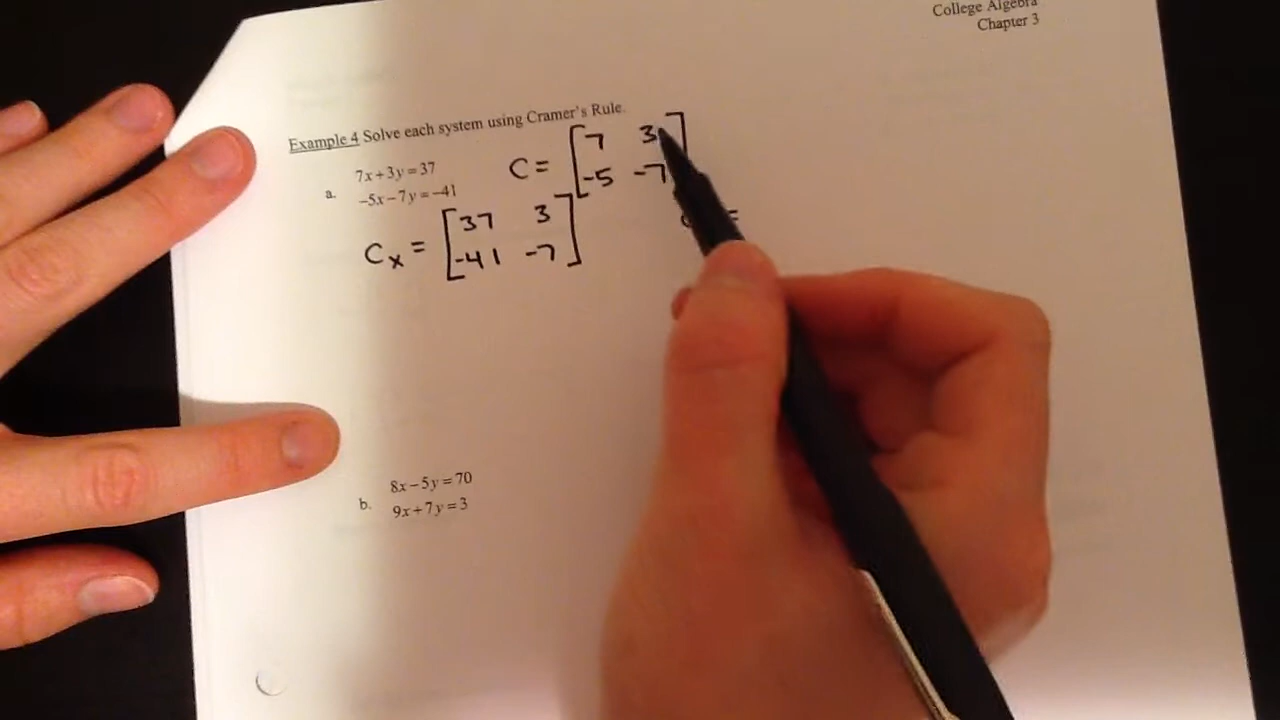 College Algebra
Chapter 3
Example 4 Solve each system using Cramer's Rule.
a. 7x+3y=37
-5x-7y=-41
C = [7 3
-5 -7]
Cx = [37 3
-41 -7]
=
b. 8x-5y=70
9x+7y=3